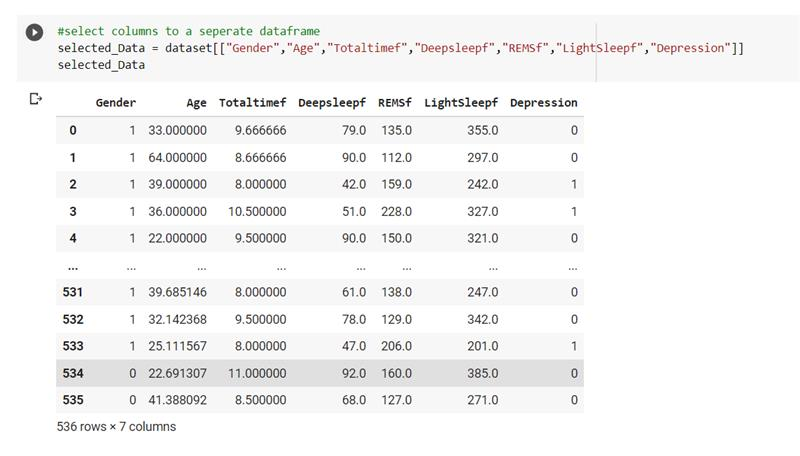 #select columns to a seperate dataframe
selected_Data = dataset[["Gender","Age","Totaltimef","Deepsleepf","REMSf","LightSleepf","Depression"]]
selected_Data
Gender Age Totaltimef Deepsleepf REMSf LightSleepf Depression
0 1 33.000000 9.666666 79.0 135.0 355.0 0
1 1 64.000000 8.666666 90.0 112.0 297.0 0
2 1 39.000000 8.000000 42.0 159.0 242.0 1
3 1 36.000000 10.500000 51.0 228.0 327.0 1
4 1 22.000000 9.500000 90.0 150.0 321.0 0
... ... ... ... ... ... ... ...
531 1 39.685146 8.000000 61.0 138.0 247.0 0
532 1 32.142368 9.500000 78.0 129.0 342.0 0
533 1 25.111567 8.000000 47.0 206.0 201.0 1
534 0 22.691307 11.000000 92.0 160.0 385.0 0
535 0 41.388092 8.500000 68.0 127.0 271.0 0
536 rows × 7 columns